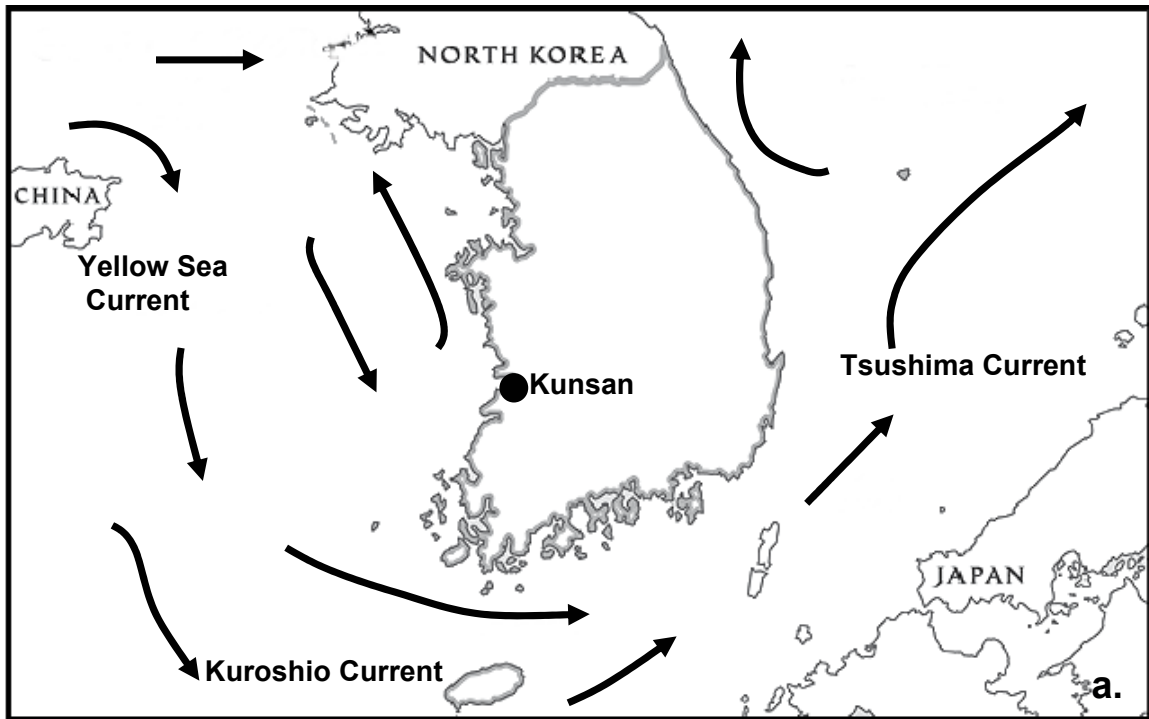 NORTH KOREA
CHINA
Yellow Sea
Current
Kunsan
Tsushima Current
JAPAN
Kuroshio Current
a.